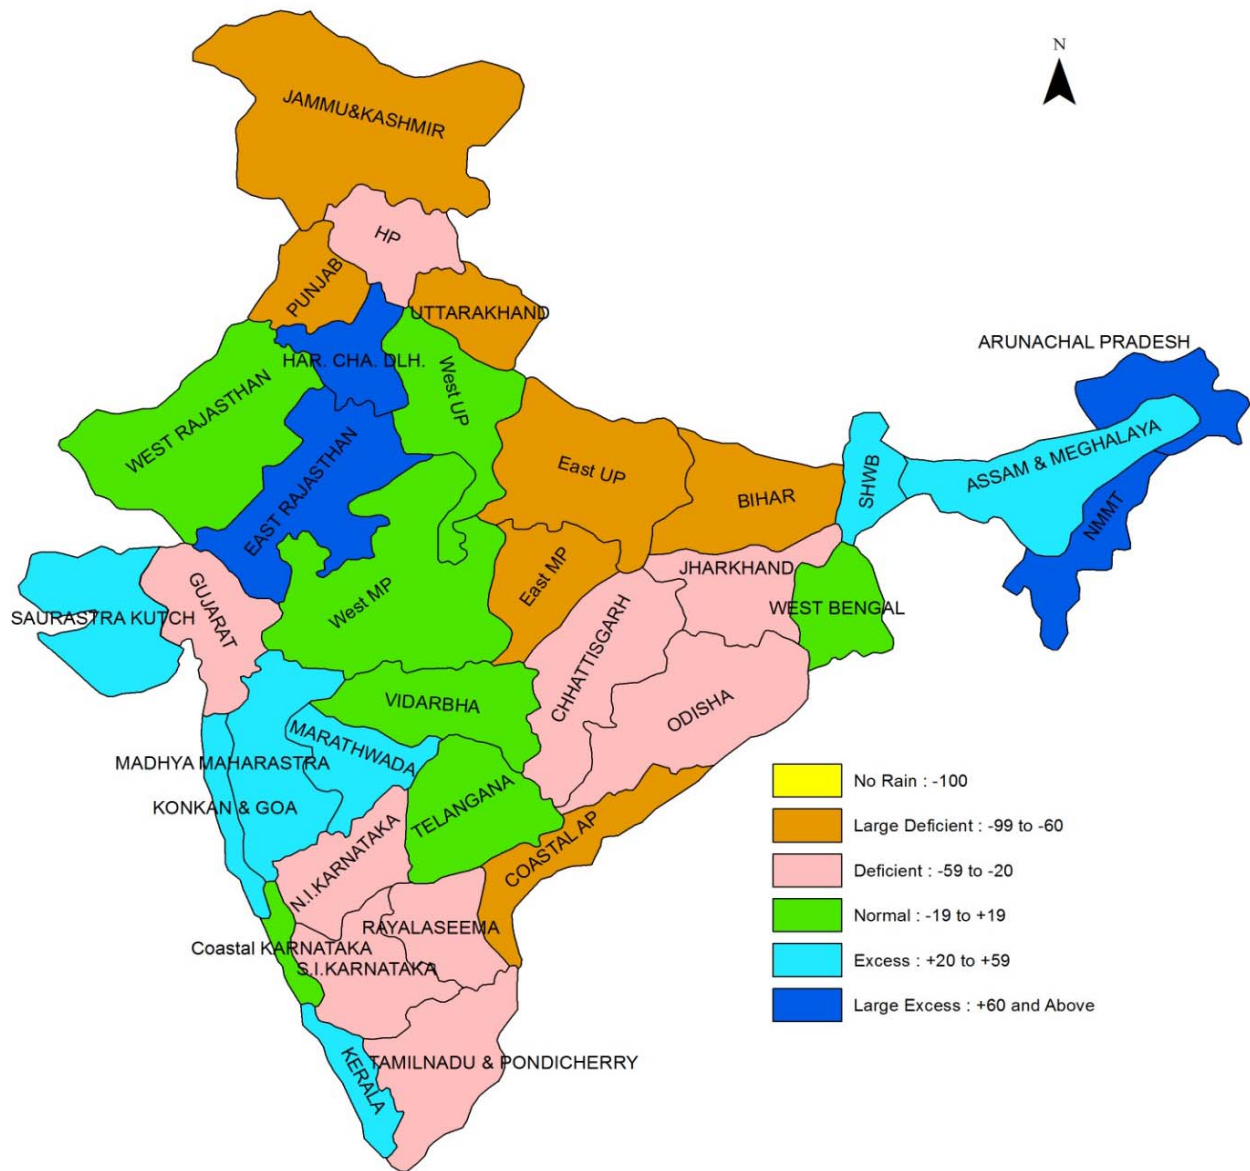 N
JAMMU&KASHMIR
HP
PUNJAB
UTTARAKHAND
ARUNACHAL PRADESH
HAR. CHA. DLH.
West UP
WEST RAJASTHAN
EAST RAJASTHAN
East UP
BIHAR
SHWB
ASSAM & MEGHALAYA
NMMT
East MP
JHARKHAND
GUJARAT
West MP
SAURASTRA KUTCH
WEST BENGAL
CHHATTISGARH
VIDARBHA
ODISHA
MARATHWADA
MADHYA MAHARASTRA
KONKAN & GOA
TELANGANA
COASTAL AP
N.I.KARNATAKA
RAYALASEEMA
Coastal KARNATAKA
S.I.KARNATAKA
KERALA
TAMILNADU & PONDICHERRY
No Rain : -100
Large Deficient : -99 to -60
Deficient : -59 to -20
Normal : -19 to +19
Excess : +20 to +59
Large Excess : +60 and Above